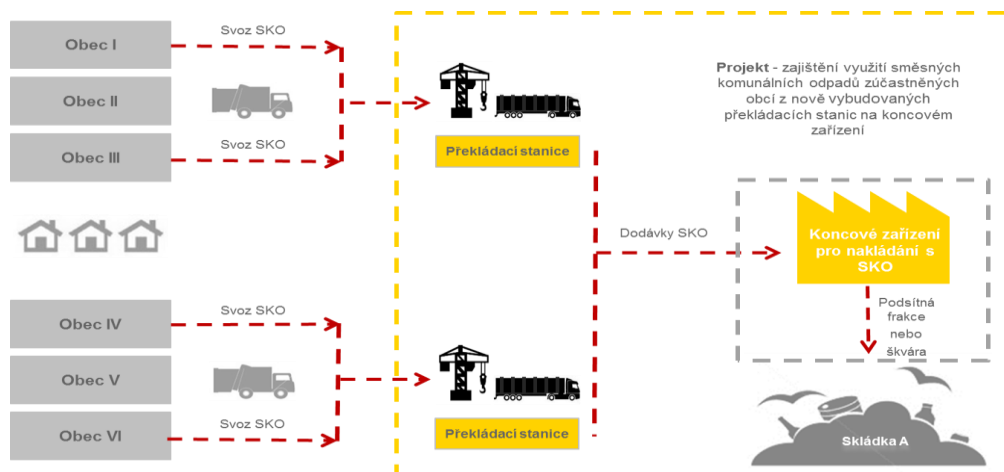 Obec I
Obec II
Obec III
Svoz SKO
Svoz SKO
Překládací stanice
Projekt - zajištění využití směsných
komunálních odpadů zúčastněných
obcí z nově vybudovaných
překládacích stanic na koncovém
zařízení
Dodávky SKO
Koncové zařízení
pro nakládání s
SKO
Podsítná
frakce
nebo
škvára
Obec IV
Obec V
Obec VI
Svoz SKO
Svoz SKO
Překládací stanice
Skládka A